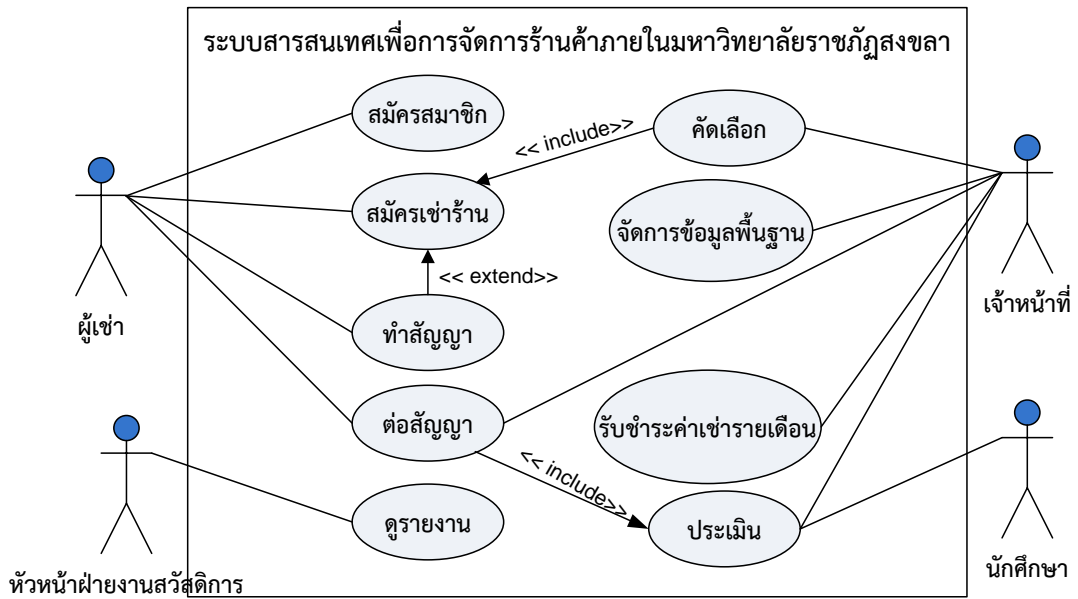 ระบบสารสนเทศเพื่อการจัดการร้านค้าภายในมหาวิทยาลัยราชภัฏสงขลา
สมัครสมาชิก
<< include>>
คัดเลือก
สมัครเช่าร้าน
จัดการข้อมูลพื้นฐาน
<< extend>>
ผู้เช่า
ทำสัญญา
เจ้าหน้าที่
ต่อสัญญา
รับชำระค่าเช่ารายเดือน
<< include>>
ดูรายงาน
ประเมิน
หัวหน้าฝ่ายงานสวัสดิการ
นักศึกษา